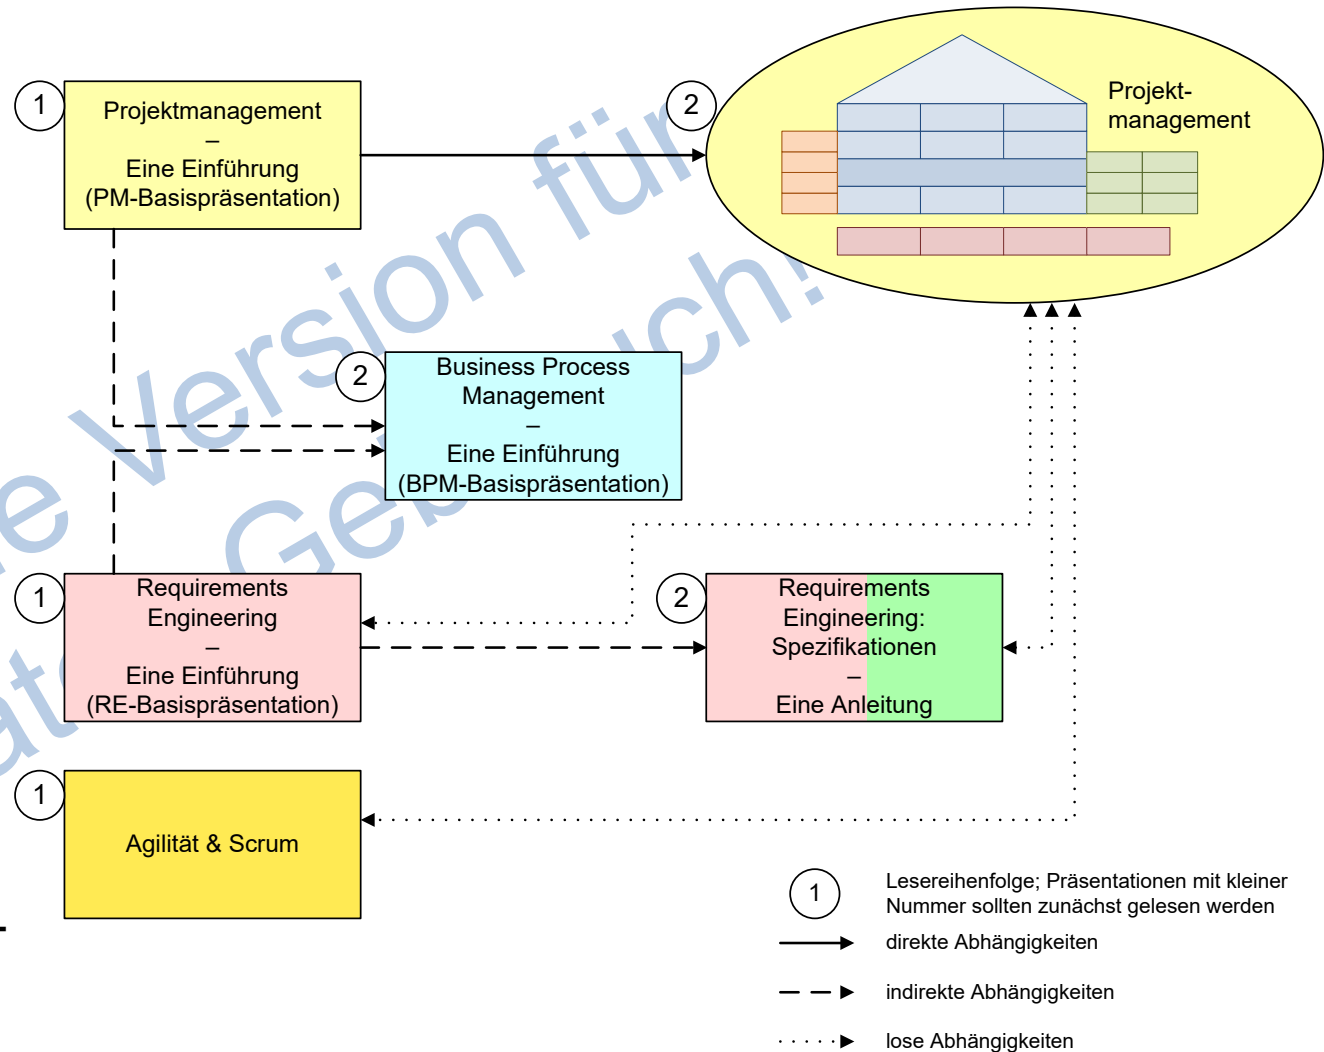 1
Projektmanagement
–
Eine Einführung
(PM-Basispräsentation)
2
Projekt-
management
2
Business Process
Management
–
Eine Einführung
(BPM-Basispräsentation)
1
Requirements
Engineering
–
Eine Einführung
(RE-Basispräsentation)
2
Requirements
Eingineering:
Spezifikationen
–
Eine Anleitung
1
Agilität & Scrum
1
Lesereihenfolge; Präsentationen mit kleiner
Nummer sollten zunächst gelesen werden
direkte Abhängigkeiten
indirekte Abhängigkeiten
lose Abhängigkeiten
Version für